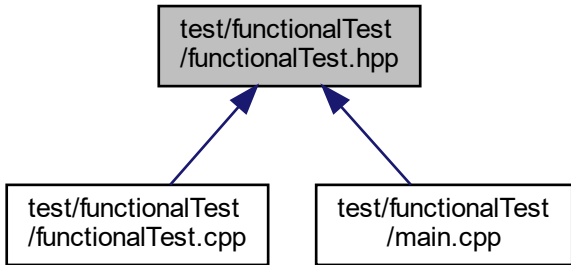 test/functionalTest
/functionalTest.hpp
test/functionalTest
/functionalTest.cpp
test/functionalTest
/main.cpp